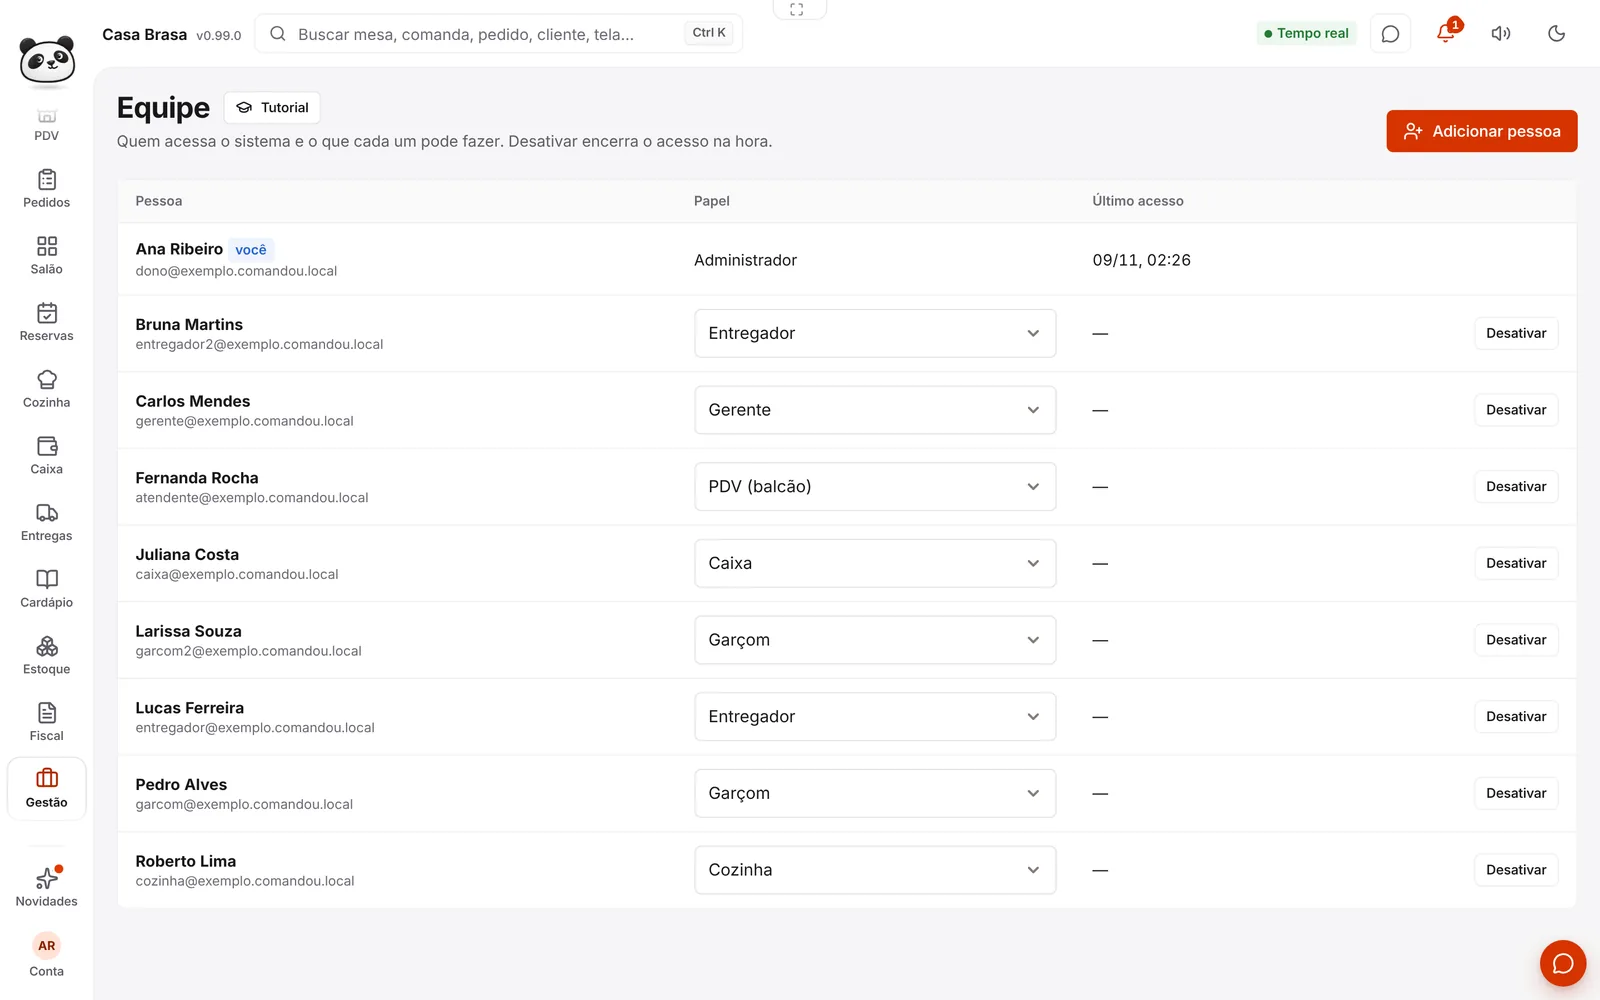 Casa Brasa v0.99.0
Buscar mesa, comanda, pedido, cliente, tela... Ctrl K
Tempo real
1
PDV
Pedidos
Salão
Reservas
Cozinha
Caixa
Entregas
Cardápio
Estoque
Fiscal
Gestão
Novidades
AR
Conta
Equipe
Tutorial
Quem acessa o sistema e o que cada um pode fazer. Desativar encerra o acesso na hora.
Adicionar pessoa
Pessoa Papel Último acesso
Ana Ribeiro você
dono@exemplo.comandou.local
Administrador
09/11, 02:26
Bruna Martins
entregador2@exemplo.comandou.local
Entregador
—
Desativar
Carlos Mendes
gerente@exemplo.comandou.local
Gerente
—
Desativar
Fernanda Rocha
atendente@exemplo.comandou.local
PDV (balcão)
—
Desativar
Juliana Costa
caixa@exemplo.comandou.local
Caixa
—
Desativar
Larissa Souza
garcom2@exemplo.comandou.local
Garçom
—
Desativar
Lucas Ferreira
entregador@exemplo.comandou.local
Entregador
—
Desativar
Pedro Alves
garcom@exemplo.comandou.local
Garçom
—
Desativar
Roberto Lima
cozinha@exemplo.comandou.local
Cozinha
—
Desativar